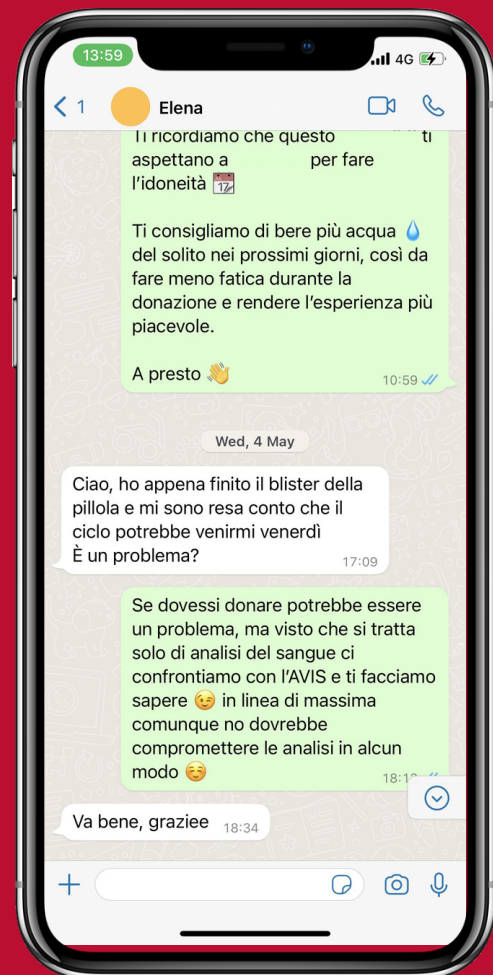 13:59
4G
1
Elena
Ti ricordiamo che questo ti
aspettano a per fare
l'idoneità 📅
Ti consigliamo di bere più acqua 💧
del solito nei prossimi giorni, così da
fare meno fatica durante la
donazione e rendere l'esperienza più
piacevole.
A presto 👋
10:59
Wed, 4 May
Ciao, ho appena finito il blister della
pillola e mi sono resa conto che il
ciclo potrebbe venirmi venerdì
È un problema?
17:09
Se dovessi donare potrebbe essere
un problema, ma visto che si tratta
solo di analisi del sangue ci
confrontiamo con l'AVIS e ti facciamo
sapere 😉 in linea di massima
comunque no dovrebbe
compromettere le analisi in alcun
modo ☺️
Va bene, graziee
18:34